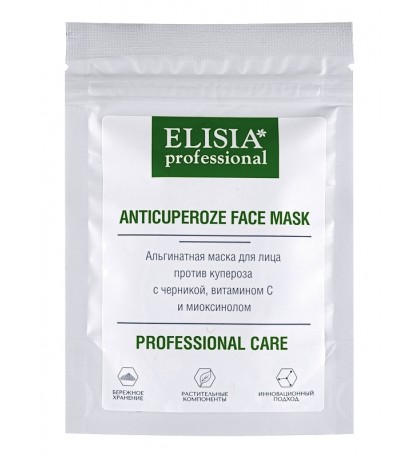 ELISIA*
professional
ANTICUPEROZE FACE MASK
Альгинатная маска для лица
против купероза
с черникой, витамином С
и миоксинолом
PROFESSIONAL CARE
БЕРЕЖНОЕ
ХРАНЕНИЕ
РАСТИТЕЛЬНЫЕ
КОМПОНЕНТЫ
ИННОВАЦИОННЫЙ
ПОДХОД